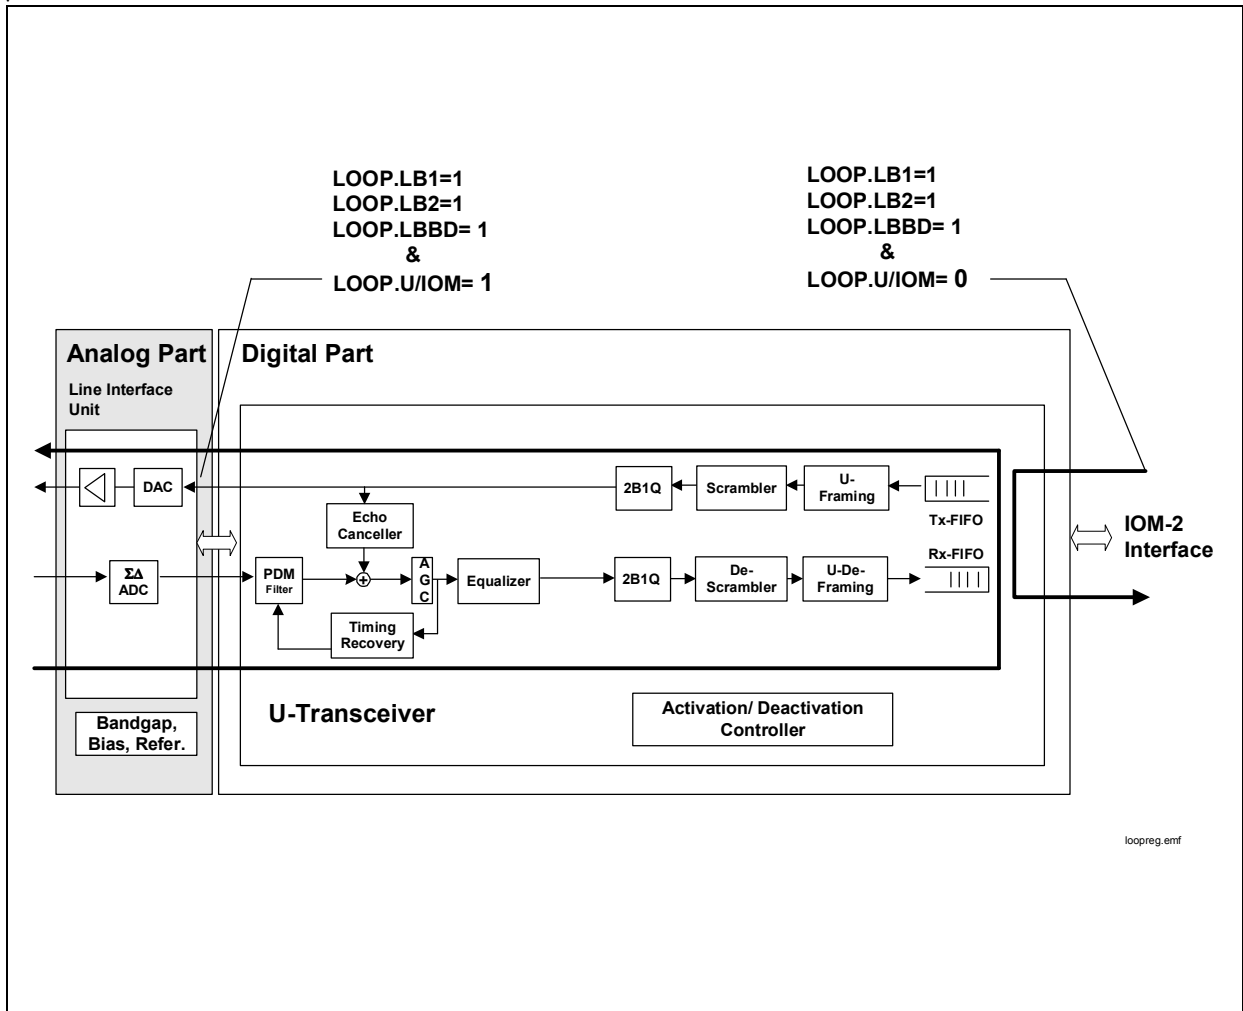 LOOP.LB1=1
LOOP.LB2=1
LOOP.LBBD= 1
&
LOOP.U/IOM= 1
LOOP.LB1=1
LOOP.LB2=1
LOOP.LBBD= 1
&
LOOP.U/IOM= 0
Analog Part
Digital Part
Line Interface
Unit
DAC
2B1Q
Scrambler
U-
Framing
Tx-FIFO
Echo
Canceller
IOM-2
Interface
Rx-FIFO
ΣΔ
ADC
PDM
Filter
+
A
G
C
Equalizer
2B1Q
De-
Scrambler
U-De-
Framing
Timing
Recovery
U-Transceiver
Activation/ Deactivation
Controller
Bandgap,
Bias, Refer.
loopreg.emf